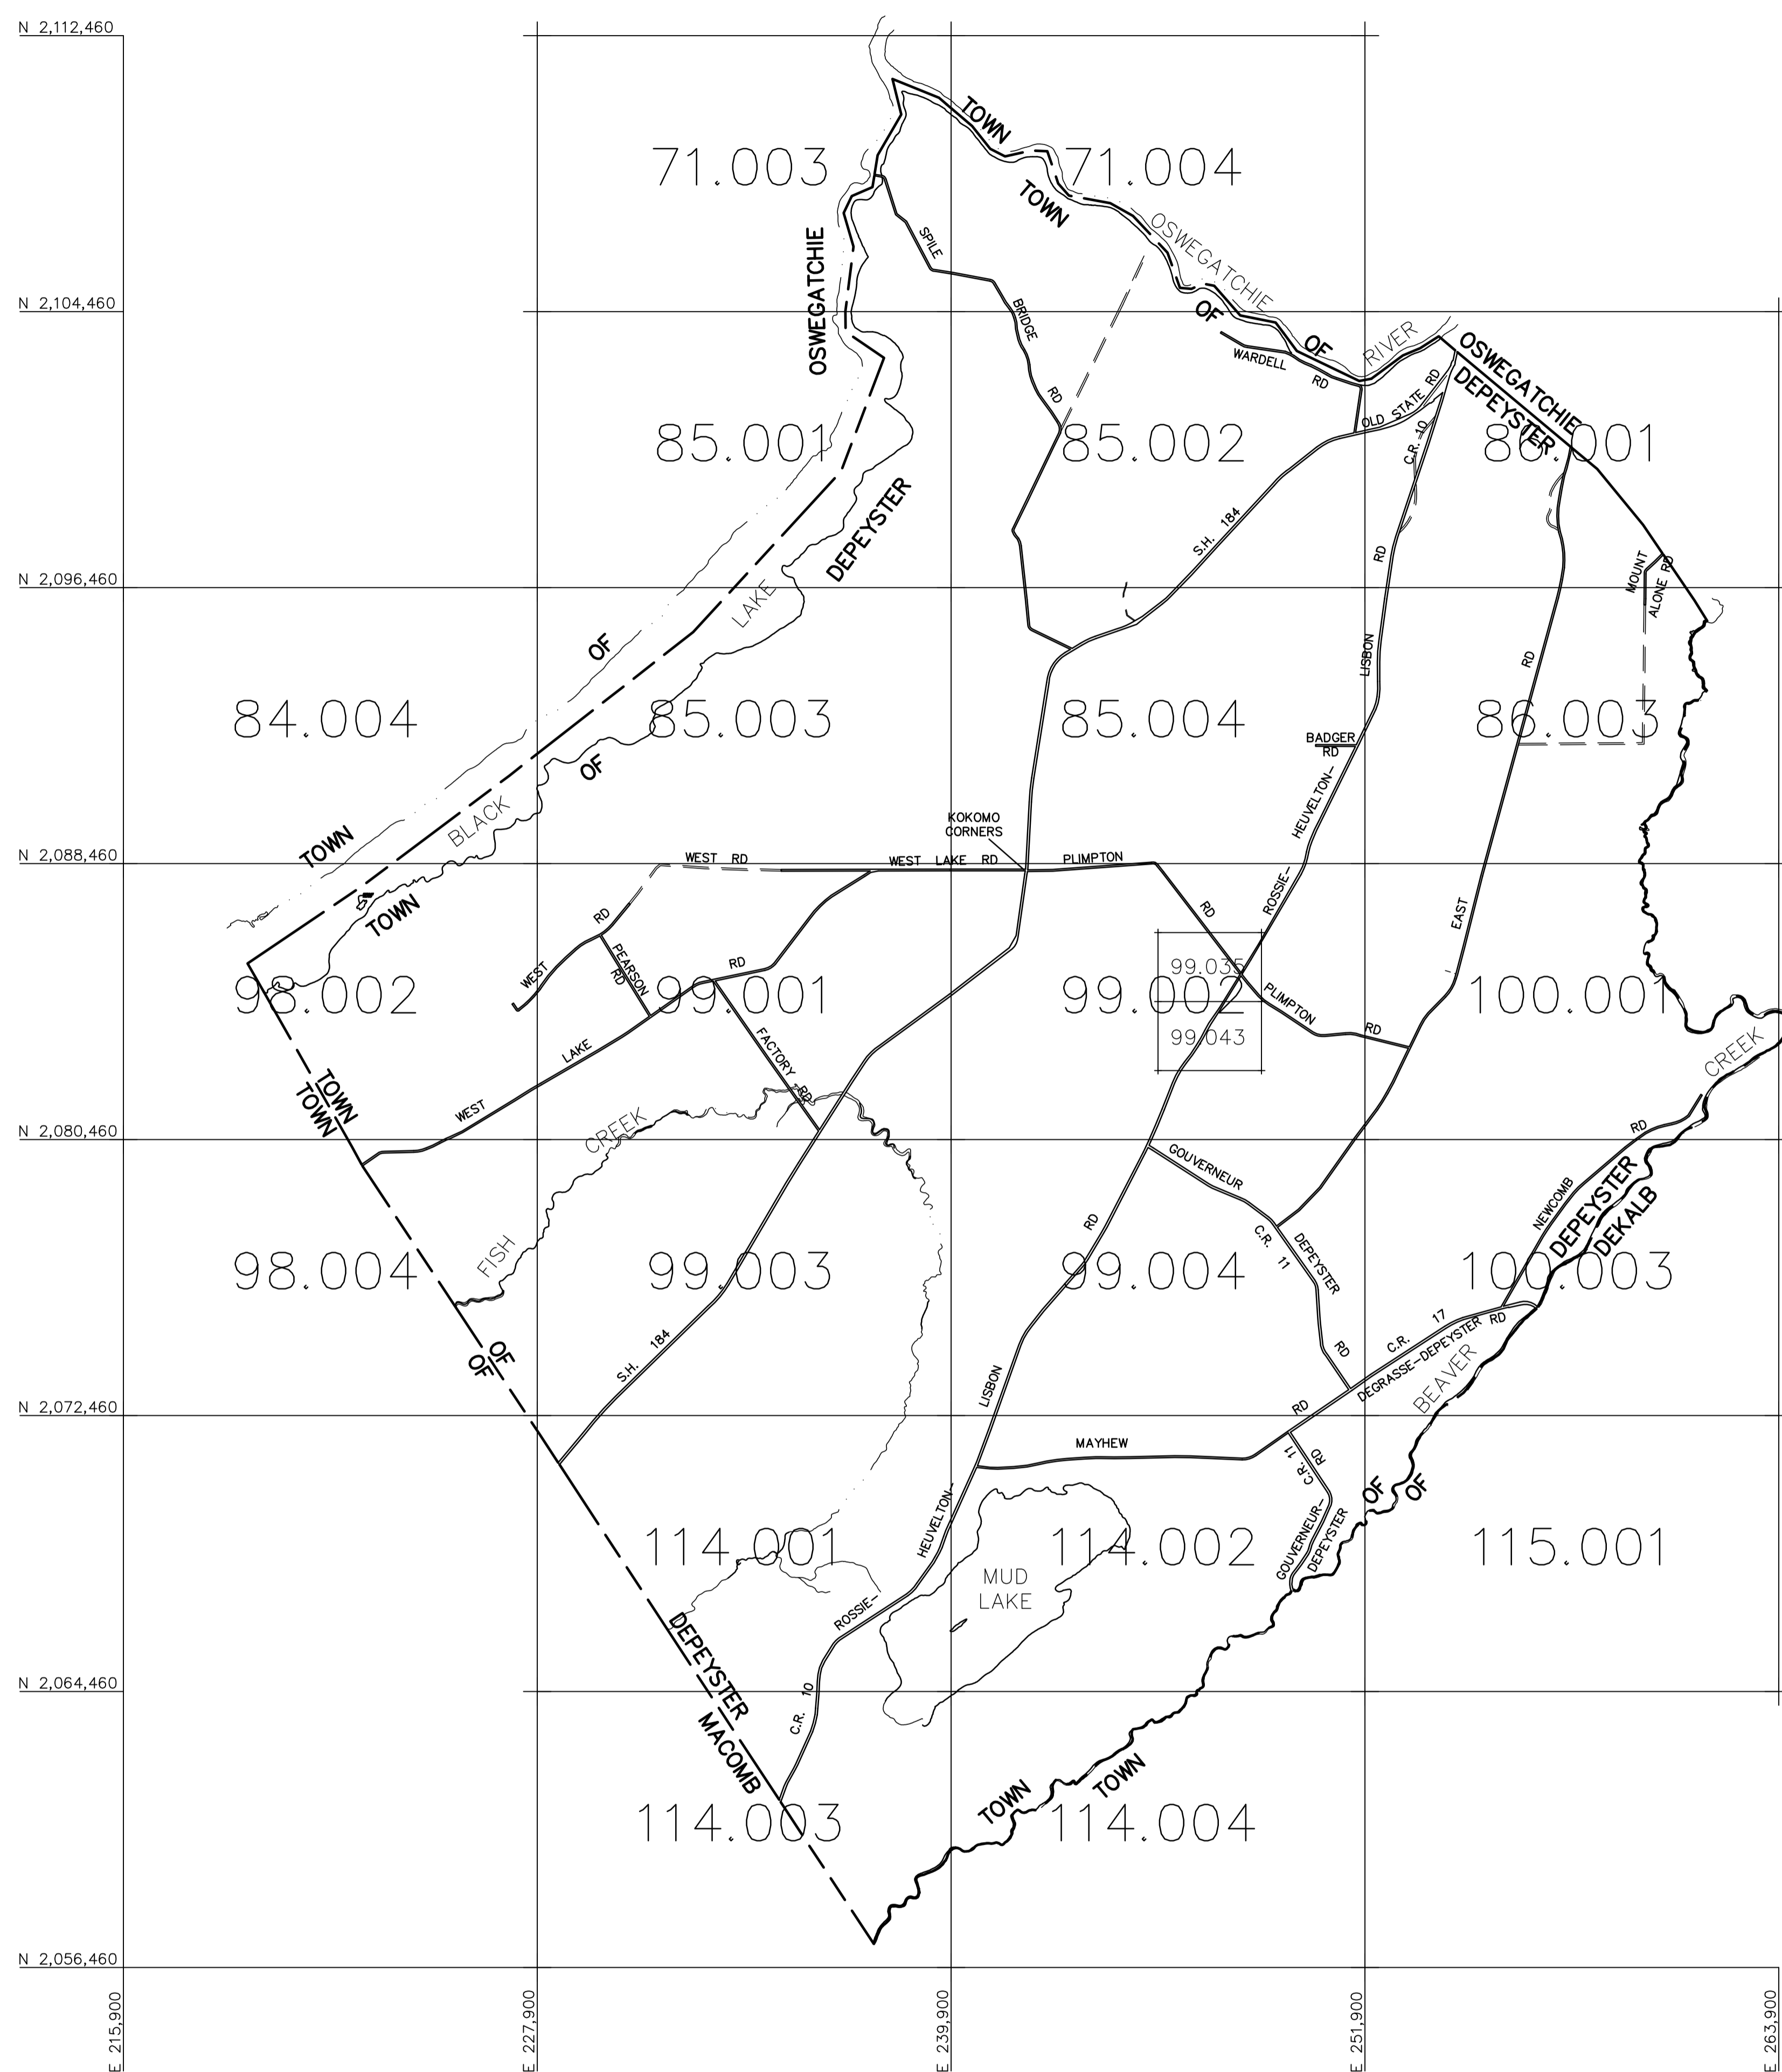 N 2,112,460
TOWN
71.003
71.004
TOWN
OSWEGATCHIE
SPILE
OSWEGATCHIE
N 2,104,460
BRIDGE
OF
OF
RIVER
OSWEGATCHIE
WARDELL
RD
RD
OLD STATE RD
DEPEYSTER
C.R. 10
85.001
85.002
86.001
DEPEYSTER
S.H. 184
RD
N 2,096,460
MOUNT
ALONE RD
LAKE
OF
LISBON
RD
84.004
85.003
85.004
86.003
BADGER
RD
OF
HEUVELTON-
BLACK
TOWN
KOKOMO
CORNERS
N 2,088,460
WEST RD
WEST LAKE RD
PLIMPTON
ROSSIE-
RD
EAST
TOWN
RD
PEARSON
RD
WEST
RD
99.035
98.002
99.001
99.002
100.001
PLIMPTON
RD
99.043
FACTORY RD
LAKE
CREEK
TOWN
TOWN
WEST
CREEK
N 2,080,460
RD
GOUVERNEUR
NEWCOMB
DEPEYSTER
DEKALB
RD
C.R. 11
DEPEYSTER
FISH
98.004
99.003
99.004
100.003
C.R. 17
DEGRASSE-DEPEYSTER RD
S.H. 184
RD
OF
OF
BEAVER
LISBON
N 2,072,460
RD
MAYHEW
C.R. 11
RD
OF
OF
HEUVELTON-
GOUVERNEUR-
DEPEYSTER
114.001
114.002
115.001
MUD
LAKE
ROSSIE-
DEPEYSTER
N 2,064,460
C.R. 10
MACOMB
TOWN
TOWN
114.003
114.004
N 2,056,460
E 215,900
E 227,900
E 239,900
E 251,900
E 263,900